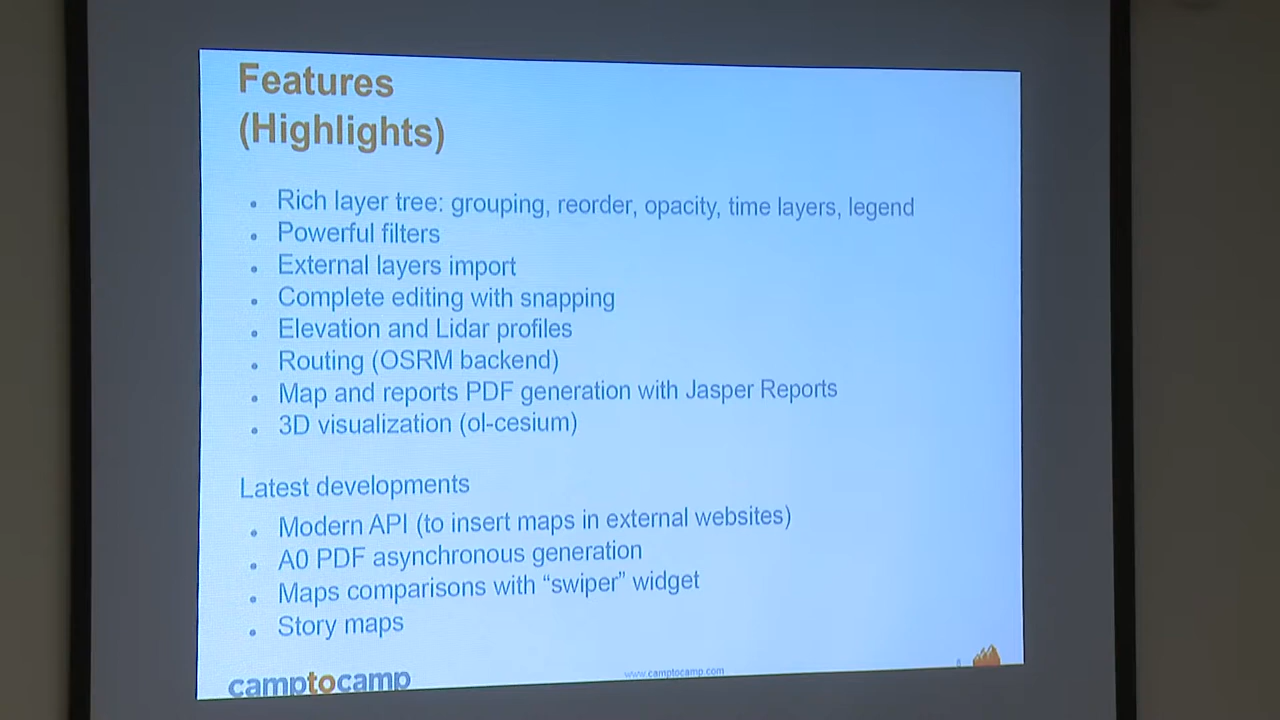 Features
(Highlights)
Rich layer tree: grouping, reorder, opacity, time layers, legend
Powerful filters
External layers import
Complete editing with snapping
Elevation and Lidar profiles
Routing (OSRM backend)
Map and reports PDF generation with Jasper Reports
3D visualization (ol-cesium)
Latest developments
Modern API (to insert maps in external websites)
A0 PDF asynchronous generation
Maps comparisons with “swiper” widget
Story maps
camptocamp
www.camptocamp.com